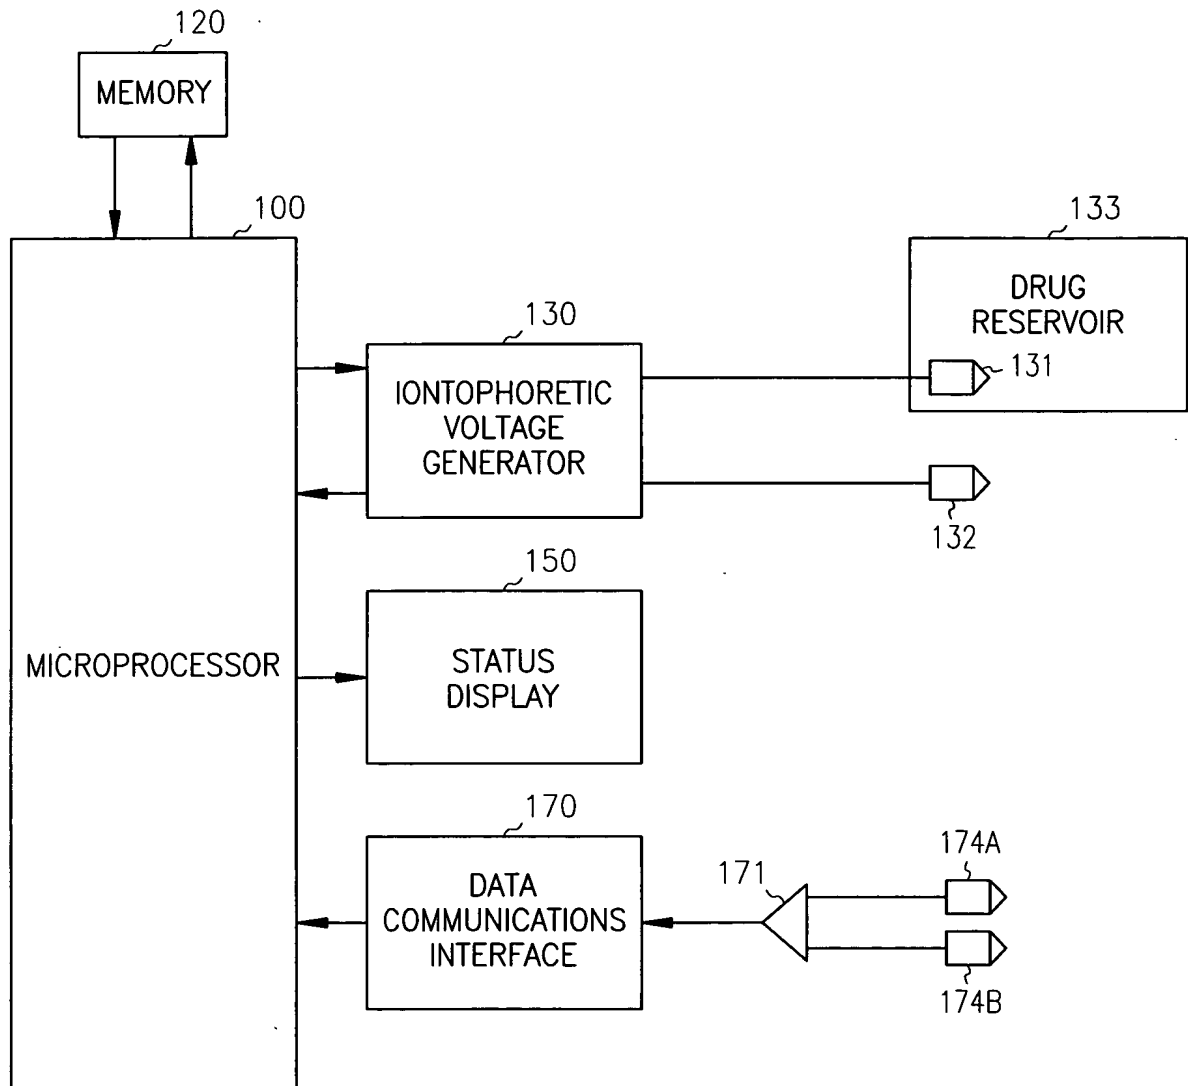 120
MEMORY
100
133
DRUG
RESERVOIR
130
131
IONTOPHORETIC
VOLTAGE
GENERATOR
132
150
MICROPROCESSOR
STATUS
DISPLAY
170
174A
171
DATA
COMMUNICATIONS
INTERFACE
174B